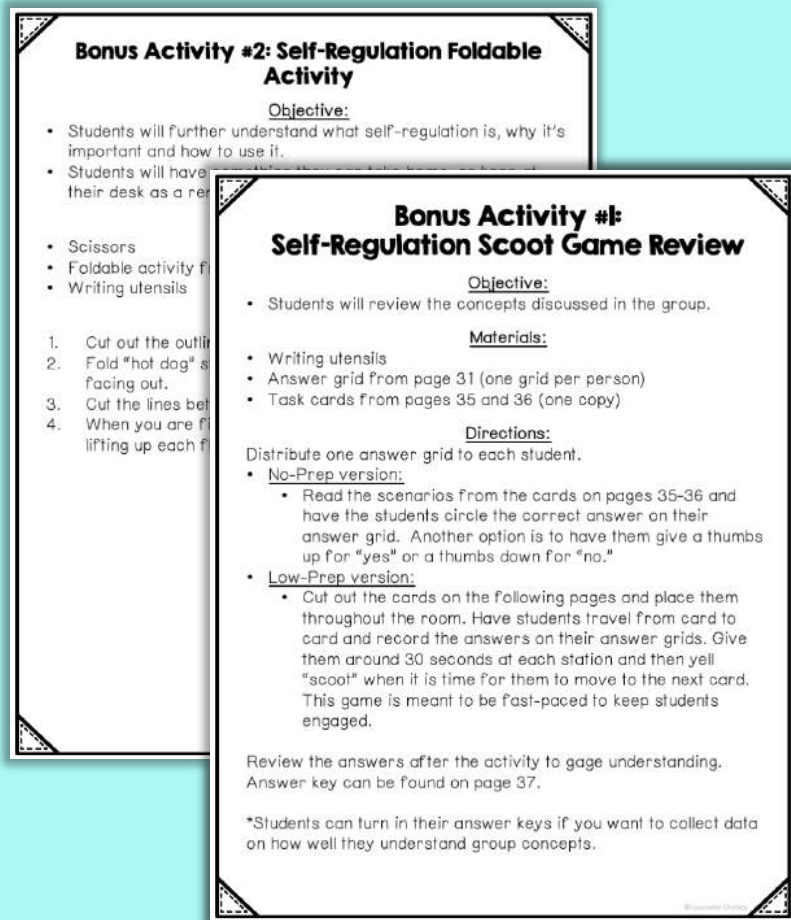 Bonus Activity #2: Self-Regulation Foldable
Activity
Objective:
• Students will further understand what self-regulation is, why it's
important and how to use it.
• Students will have something they can take home, or keep at
their desk as a
• Scissors
• Foldable activity
• Writing utensils
1. Cut out the
2. Fold "hot dog"
facing out.
3. Cut the lines
4. When you are
lifting up each
Bonus Activity #1:
Self-Regulation Scoot Game Review
Objective:
• Students will review the concepts discussed in the group.
Materials:
• Writing utensils
• Answer grid from page 31 (one grid per person)
• Task cards from pages 35 and 36 (one copy)
Directions:
Distribute one answer grid to each student.
• No-Prep version:
• Read the scenarios from the cards on pages 35-36 and
have the students circle the correct answer on their
answer grid. Another option is to have them give a thumbs
up for "yes" or a thumbs down for "no."
• Low-Prep version:
• Cut out the cards on the following pages and place them
throughout the room. Have students travel from card to
card and record the answers on their answer grids. Give
them around 30 seconds at each station and then yell
"scoot" when it is time for them to move to the next card.
This game is meant to be fast-paced to keep students
engaged.
Review the answers after the activity to gage understanding.
Answer key can be found on page 37.
*Students can turn in their answer keys if you want to collect data
on how well they understand group concepts.